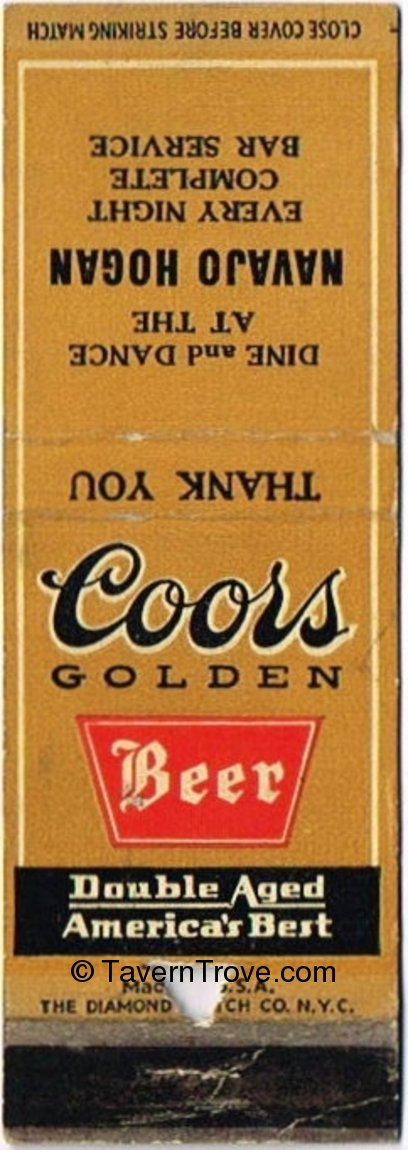 CLOSE COVER BEFORE STRIKING MATCH
DINE and DANCE
AT THE
NAVAJO HOGAN
EVERY NIGHT
COMPLETE
BAR SERVICE
THANK YOU
Coors
GOLDEN
Beer
Double Aged
America's Best
© TavernTrove.com
U.S.A.
THE DIAMOND CO. N.Y.C.